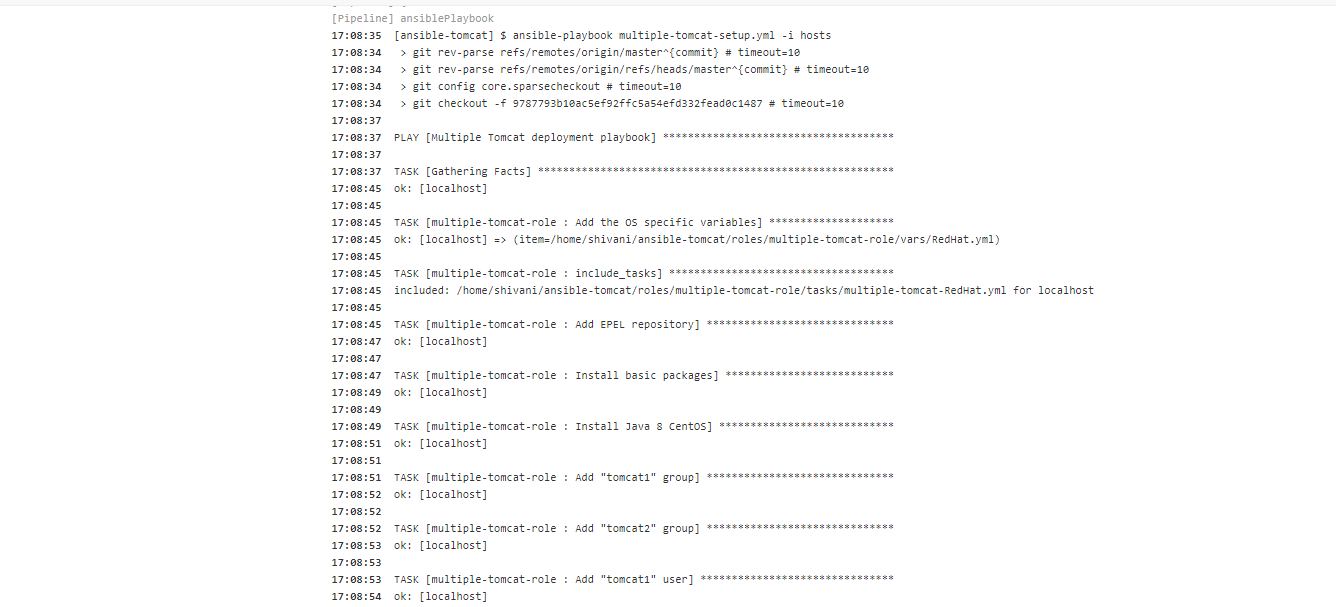 [Pipeline] ansiblePlaybook
17:08:35 [ansible-tomcat] $ ansible-playbook multiple-tomcat-setup.yml -i hosts
17:08:34 > git rev-parse refs/remotes/origin/master^{commit} # timeout=10
17:08:34 > git rev-parse refs/remotes/origin/refs/heads/master^{commit} # timeout=10
17:08:34 > git config core.sparsecheckout # timeout=10
17:08:34 > git checkout -f 9787793b10ac5ef92ffc5a54efd332fead0c1487 # timeout=10
17:08:37
17:08:37 PLAY [Multiple Tomcat deployment playbook] *************************************
17:08:37
17:08:37 TASK [Gathering Facts] *********************************************************
17:08:45 ok: [localhost]
17:08:45
17:08:45 TASK [multiple-tomcat-role : Add the OS specific variables] ********************
17:08:45 ok: [localhost] => (item=/home/shivani/ansible-tomcat/roles/multiple-tomcat-role/vars/RedHat.yml)
17:08:45
17:08:45 TASK [multiple-tomcat-role : include_tasks] ************************************
17:08:45 included: /home/shivani/ansible-tomcat/roles/multiple-tomcat-role/tasks/multiple-tomcat-RedHat.yml for localhost
17:08:45
17:08:45 TASK [multiple-tomcat-role : Add EPEL repository] ******************************
17:08:47 ok: [localhost]
17:08:47
17:08:47 TASK [multiple-tomcat-role : Install basic packages] ***************************
17:08:49 ok: [localhost]
17:08:49
17:08:49 TASK [multiple-tomcat-role : Install Java 8 CentOS] ****************************
17:08:51 ok: [localhost]
17:08:51
17:08:51 TASK [multiple-tomcat-role : Add "tomcat1" group] ******************************
17:08:52 ok: [localhost]
17:08:52
17:08:52 TASK [multiple-tomcat-role : Add "tomcat2" group] ******************************
17:08:53 ok: [localhost]
17:08:53
17:08:53 TASK [multiple-tomcat-role : Add "tomcat1" user] *******************************
17:08:54 ok: [localhost]